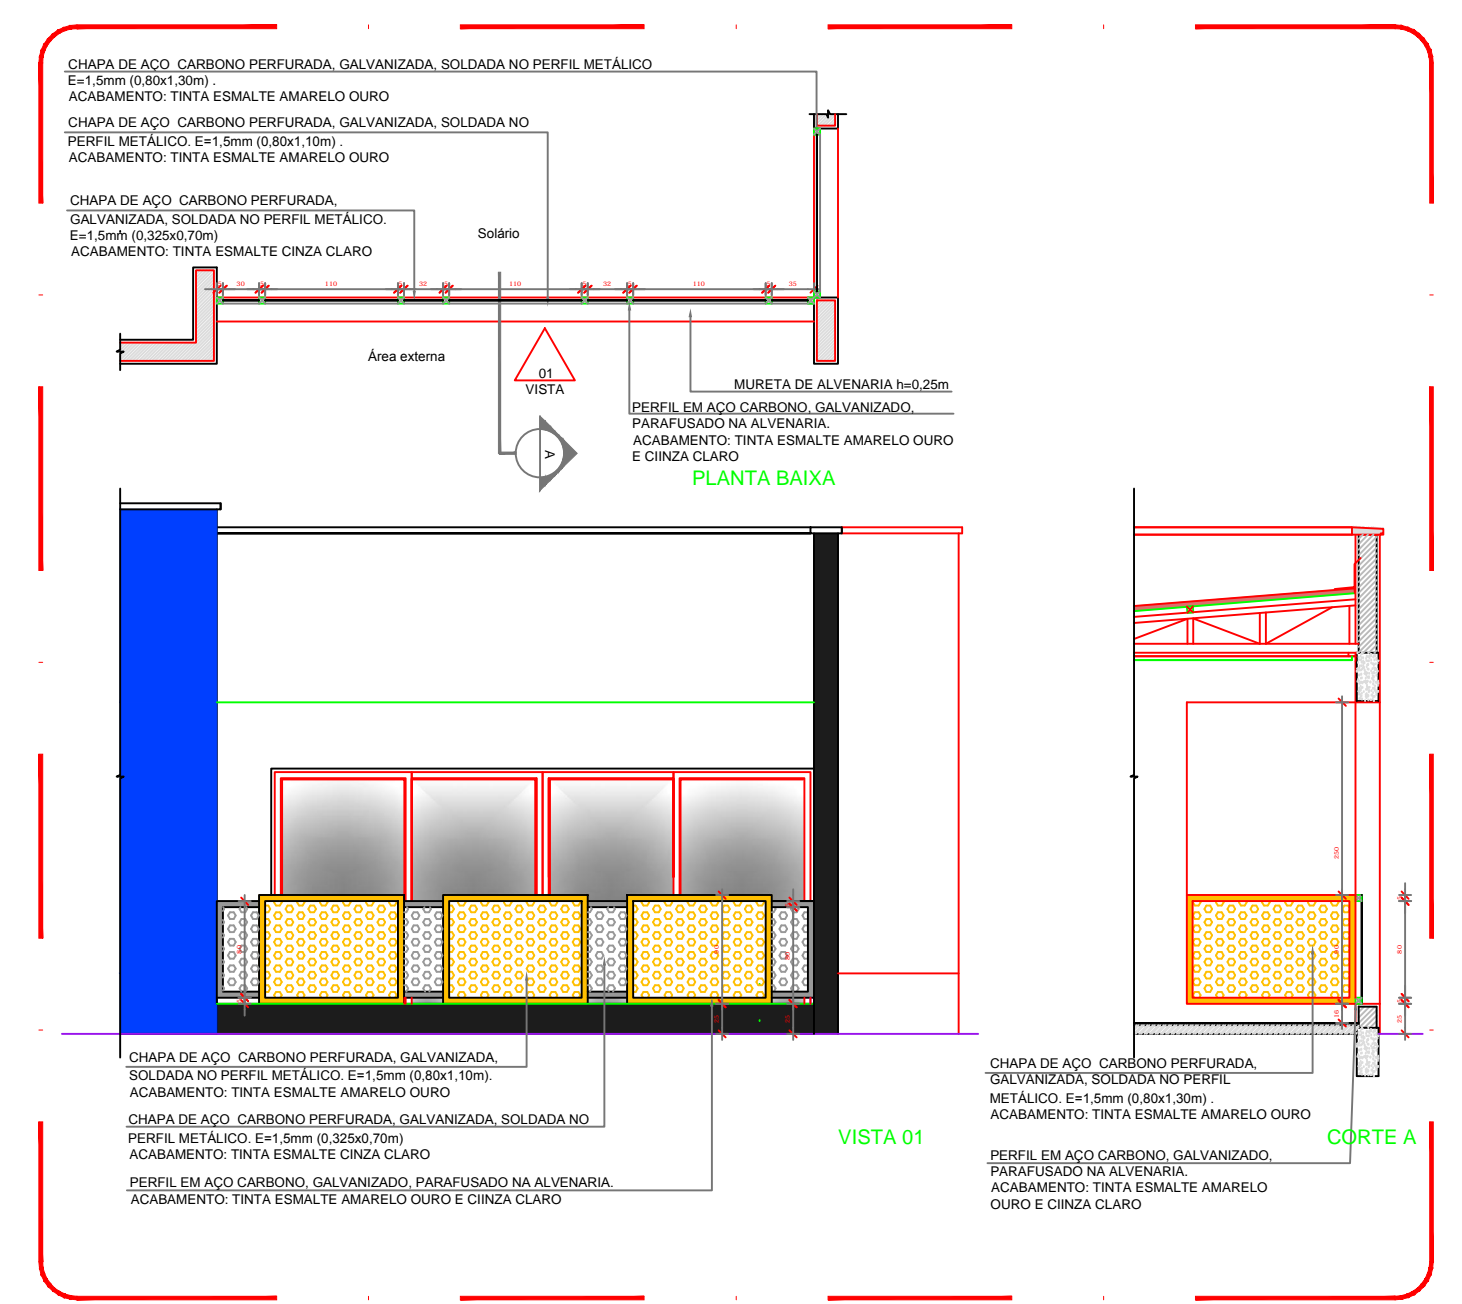 CHAPA DE AÇO CARBONO PERFURADA, GALVANIZADA, SOLDADA NO PERFIL METÁLICO
E=1,5mm (0,80x1,30m) .
ACABAMENTO: TINTA ESMALTE AMARELO OURO
CHAPA DE AÇO CARBONO PERFURADA, GALVANIZADA, SOLDADA NO
PERFIL METÁLICO. E=1,5mm (0,80x1,10m) .
ACABAMENTO: TINTA ESMALTE AMARELO OURO
CHAPA DE AÇO CARBONO PERFURADA,
GALVANIZADA, SOLDADA NO PERFIL METÁLICO.
E=1,5mm (0,325x0,70m)
ACABAMENTO: TINTA ESMALTE CINZA CLARO
Solário
30 110 32 110 32 110 35
Área externa
01
VISTA
A
MURETA DE ALVENARIA h=0,25m
PERFIL EM AÇO CARBONO, GALVANIZADO,
PARAFUSADO NA ALVENARIA.
ACABAMENTO: TINTA ESMALTE AMARELO OURO
E CIINZA CLARO
PLANTA BAIXA
250
80
16
25
25
25
CHAPA DE AÇO CARBONO PERFURADA, GALVANIZADA,
SOLDADA NO PERFIL METÁLICO. E=1,5mm (0,80x1,10m).
ACABAMENTO: TINTA ESMALTE AMARELO OURO
CHAPA DE AÇO CARBONO PERFURADA, GALVANIZADA, SOLDADA NO
PERFIL METÁLICO. E=1,5mm (0,325x0,70m)
ACABAMENTO: TINTA ESMALTE CINZA CLARO
PERFIL EM AÇO CARBONO, GALVANIZADO, PARAFUSADO NA ALVENARIA.
ACABAMENTO: TINTA ESMALTE AMARELO OURO E CIINZA CLARO
VISTA 01
CHAPA DE AÇO CARBONO PERFURADA,
GALVANIZADA, SOLDADA NO PERFIL
METÁLICO. E=1,5mm (0,80x1,30m) .
ACABAMENTO: TINTA ESMALTE AMARELO OURO
CORTE A
PERFIL EM AÇO CARBONO, GALVANIZADO,
PARAFUSADO NA ALVENARIA.
ACABAMENTO: TINTA ESMALTE AMARELO
OURO E CIINZA CLARO